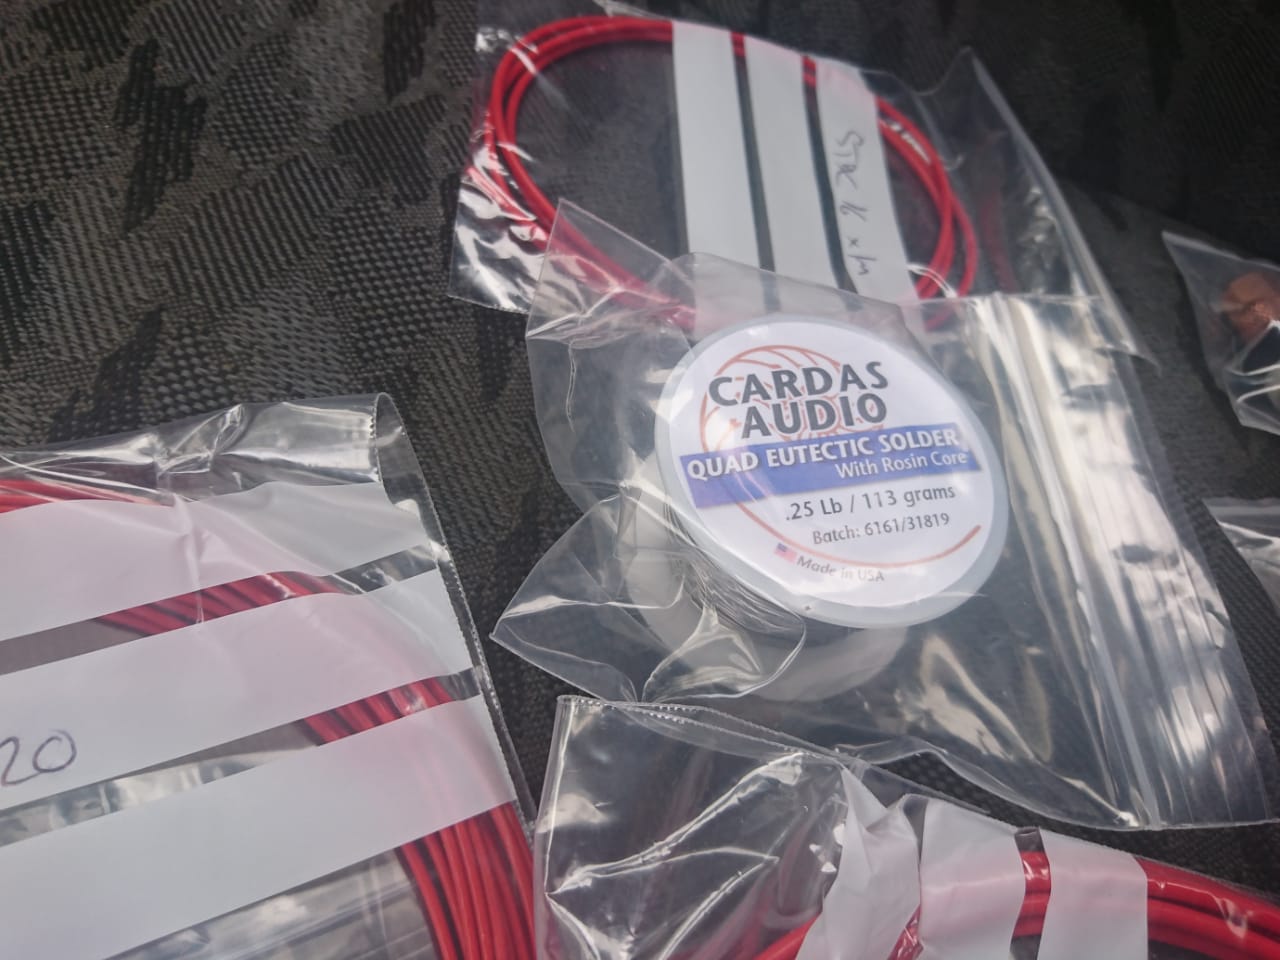 CARDAS
AUDIO
QUAD EUTECTIC SOLDER
With Rosin Core
.25 Lb / 113 grams
Batch: 6161/31819
Made in USA
20